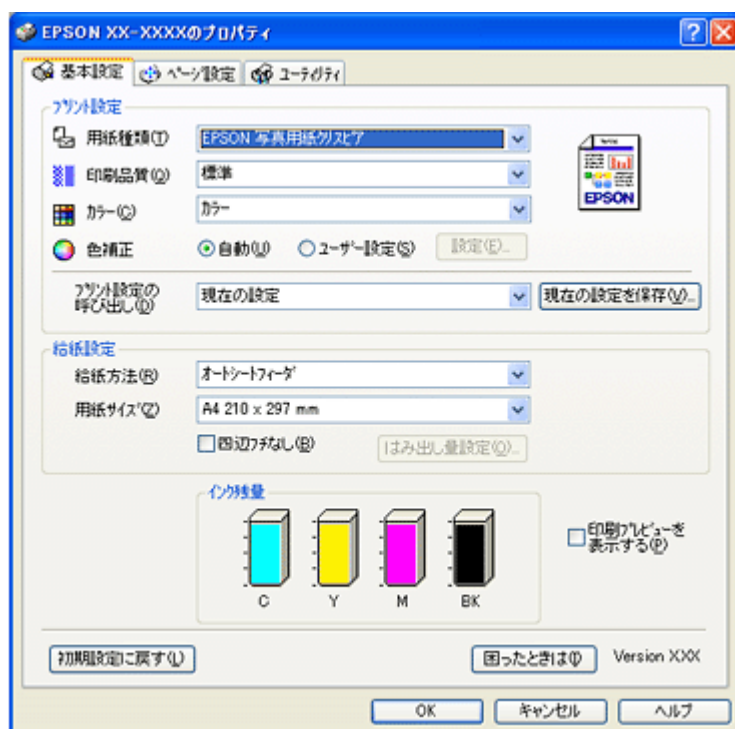 EPSON XX-XXXXのプロパティ
基本設定 ページ設定 ユーティリティ
プリント設定
用紙種類(T) EPSON 写真用紙クリスピア
印刷品質(Q) 標準
カラー(C) カラー
EPSON
色補正 自動(U) ユーザー設定(S) 設定(E)...
プリント設定の
呼び出し(D) 現在の設定 現在の設定を保存(V)...
給紙設定
給紙方法(R) オートシートフィーダ
用紙サイズ(Z) A4 210 x 297 mm
四辺フチなし(B) はみ出し量設定(O)...
インク残量
C Y M BK
印刷プレビューを
表示する(P)
初期設定に戻す(L) 困ったときは(I) Version XXX
OK キャンセル ヘルプ